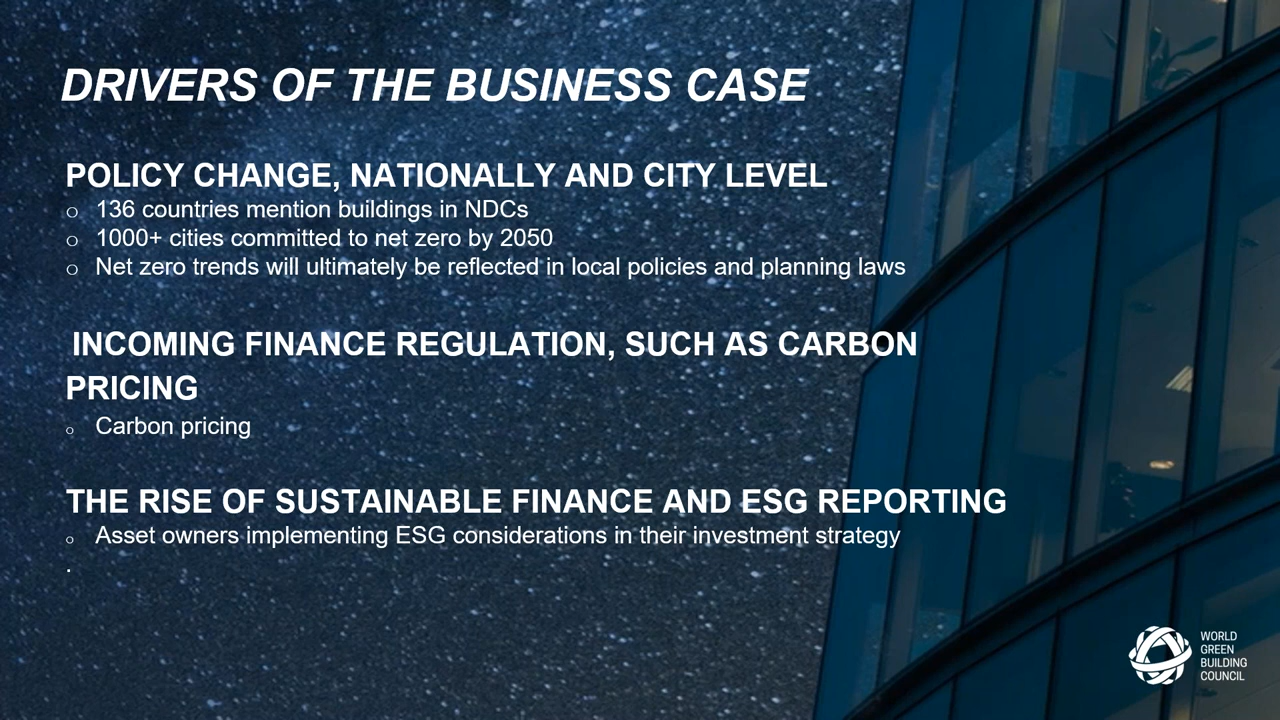 DRIVERS OF THE BUSINESS CASE
POLICY CHANGE, NATIONALLY AND CITY LEVEL
○ 136 countries mention buildings in NDCs
○ 1000+ cities committed to net zero by 2050
○ Net zero trends will ultimately be reflected in local policies and planning laws
INCOMING FINANCE REGULATION, SUCH AS CARBON
PRICING
○ Carbon pricing
THE RISE OF SUSTAINABLE FINANCE AND ESG REPORTING
○ Asset owners implementing ESG considerations in their investment strategy
.
WORLD
GREEN
BUILDING
COUNCIL